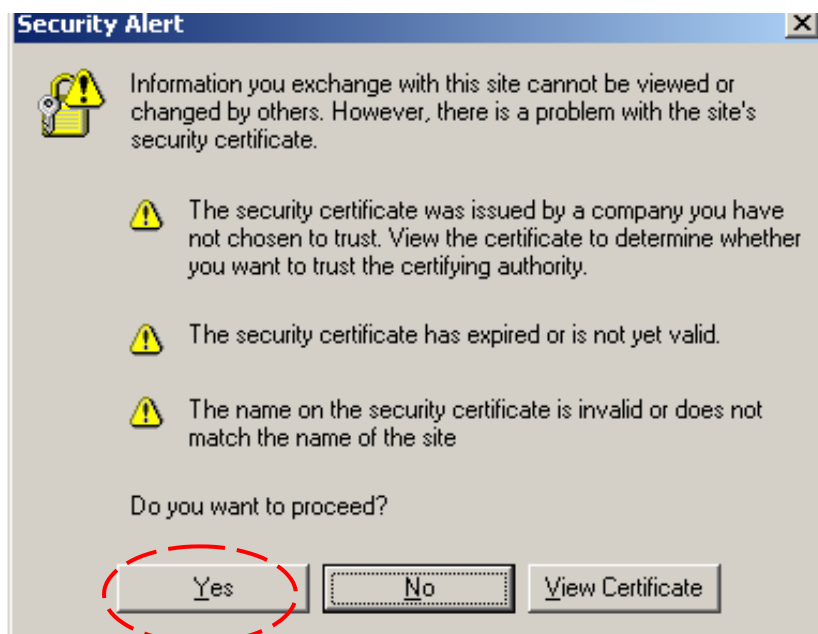 Security Alert
Information you exchange with this site cannot be viewed or
changed by others. However, there is a problem with the site's
security certificate.
The security certificate was issued by a company you have
not chosen to trust. View the certificate to determine whether
you want to trust the certifying authority.
The security certificate has expired or is not yet valid.
The name on the security certificate is invalid or does not
match the name of the site
Do you want to proceed?
Yes No View Certificate